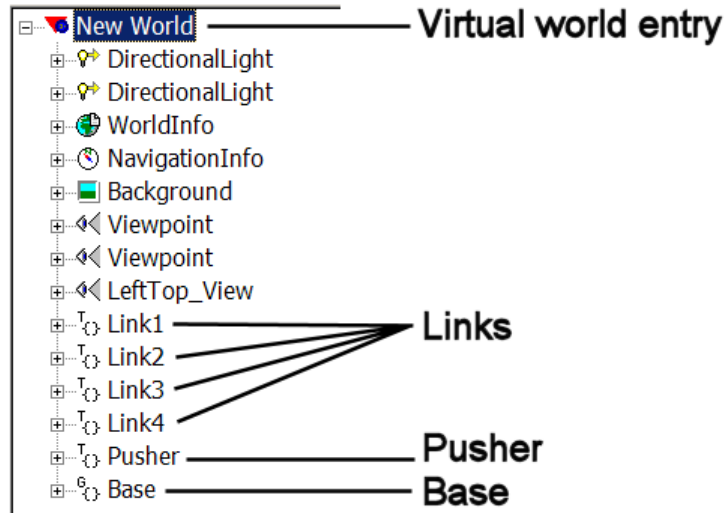 New World
Virtual world entry
DirectionalLight
DirectionalLight
WorldInfo
NavigationInfo
Background
Viewpoint
Viewpoint
LeftTop_View
T{} Link1
Links
T{} Link2
T{} Link3
T{} Link4
T{} Pusher
Pusher
G{} Base
Base